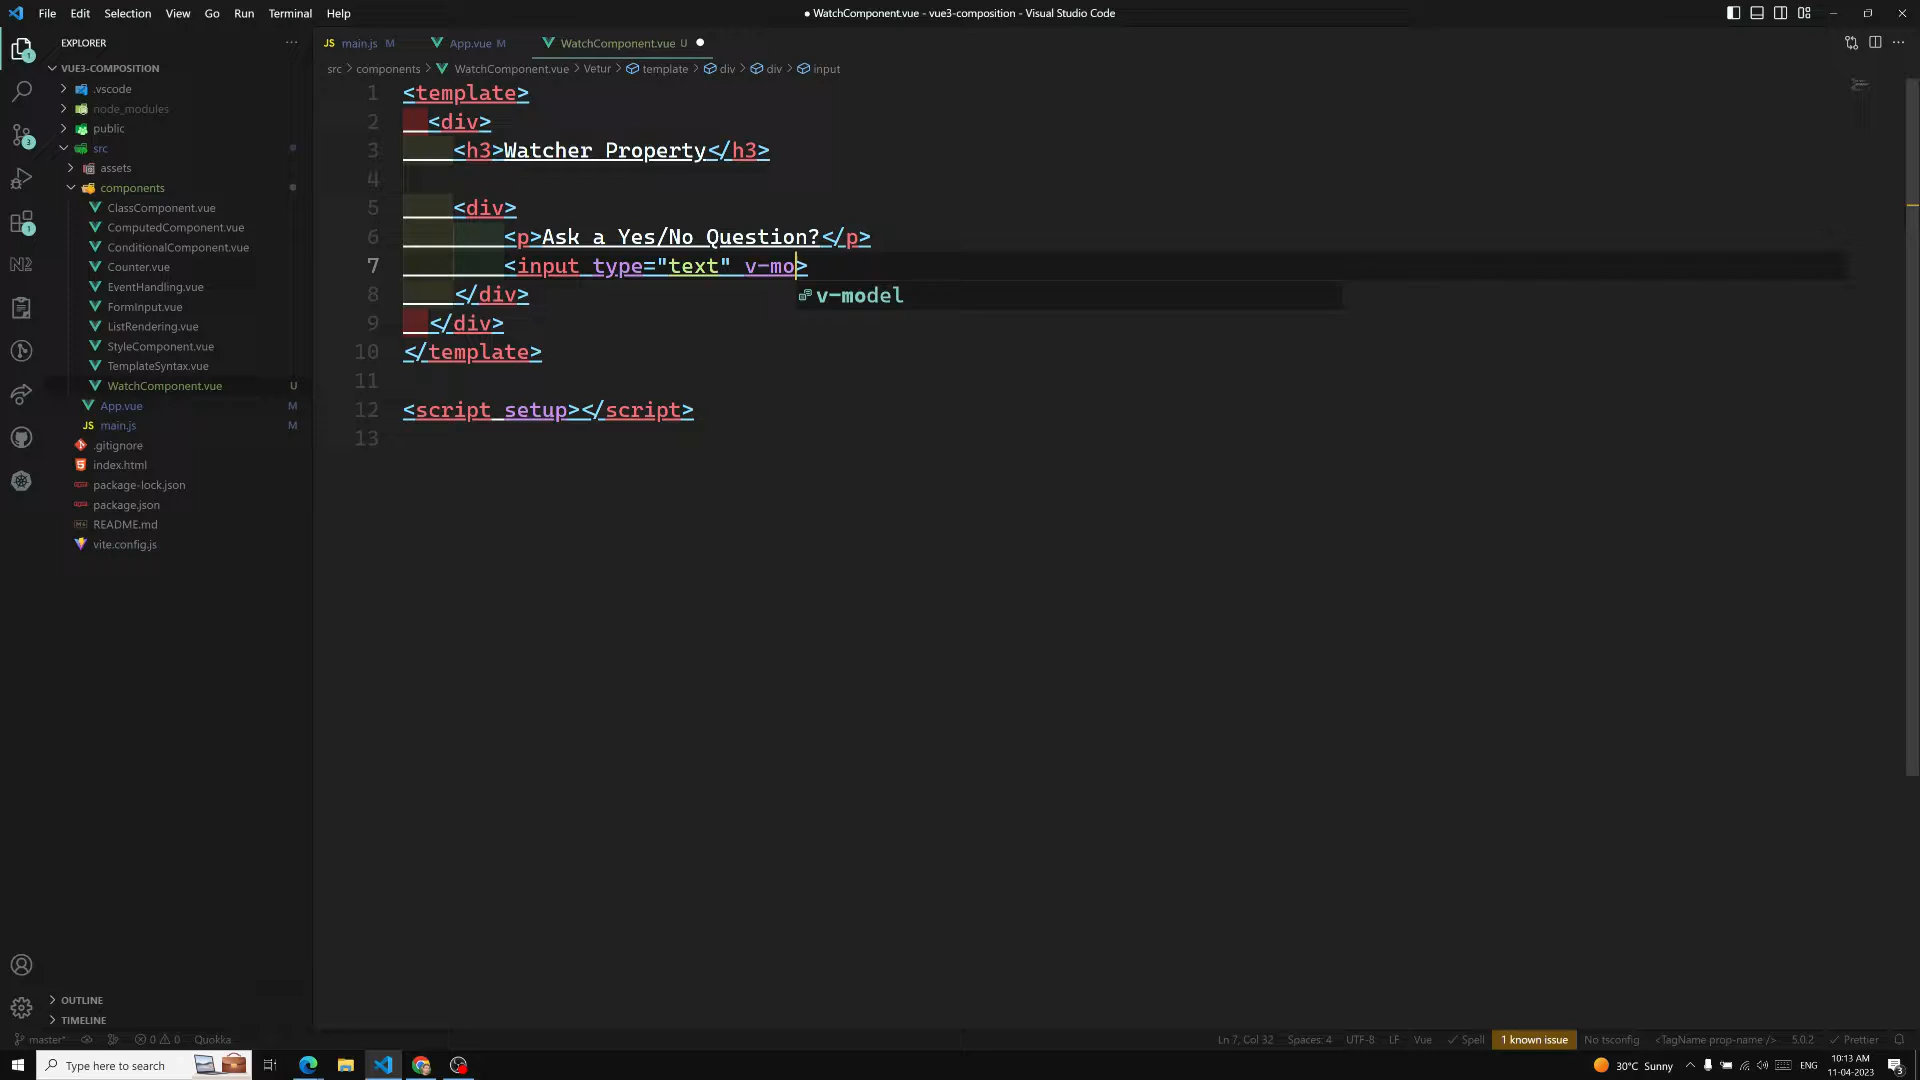 File Edit Selection View Go Run Terminal Help
● WatchComponent.vue - vue3-composition - Visual Studio Code
EXPLORER
VUE3-COMPOSITION
.vscode
node_modules
public
src
assets
components
ClassComponent.vue
ComputedComponent.vue
ConditionalComponent.vue
Counter.vue
EventHandling.vue
FormInput.vue
ListRendering.vue
StyleComponent.vue
TemplateSyntax.vue
WatchComponent.vue U
App.vue M
JS main.js M
.gitignore
index.html
package-lock.json
package.json
README.md
vite.config.js
OUTLINE
TIMELINE
JS main.js M App.vue M WatchComponent.vue U ●
src > components > WatchComponent.vue > Vetur > template > div > div > input
1 <template>
2 <div>
3 <h3>Watcher Property</h3>
4
5 <div>
6 <p>Ask a Yes/No Question?</p>
7 <input type="text" v-mo>
v-model
8 </div>
9 </div>
10 </template>
11
12 <script setup></script>
13
master* 0 0 Quokka
Ln 7, Col 32 Spaces: 4 UTF-8 LF Vue Spell 1 known issue No tsconfig <TagName prop-name /> 5.0.2 Prettier
Type here to search
30°C Sunny ENG 10:13 AM
11-04-2023 3